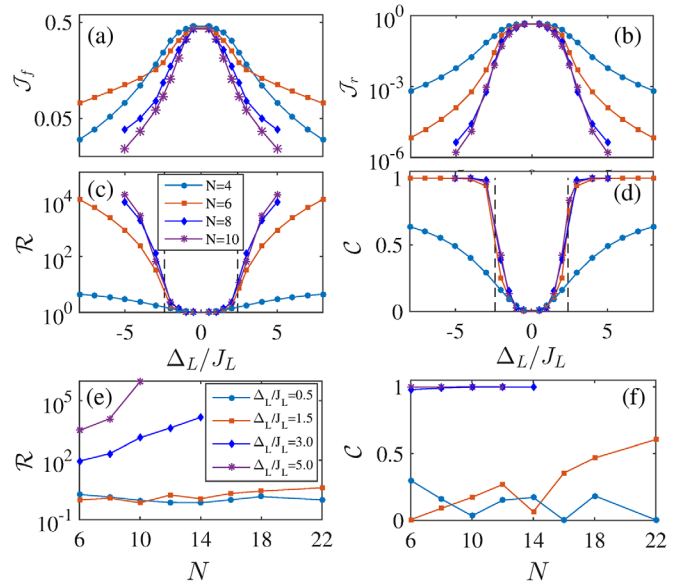 0.5
(a)
𝒥_f
0.05
10^0
(b)
𝒥_r
10^-3
10^-6
(c)
N=4
N=6
N=8
N=10
10^4
ℛ
10^2
10^0
-5 0 5
Δ_L/J_L
1
(d)
𝒞
0.5
0
-5 0 5
Δ_L/J_L
(e)
10^5
ℛ
10^2
10^-1
Δ_L/J_L=0.5
Δ_L/J_L=1.5
Δ_L/J_L=3.0
Δ_L/J_L=5.0
6 10 14 18 22
N
1
(f)
𝒞
0.5
0
6 10 14 18 22
N